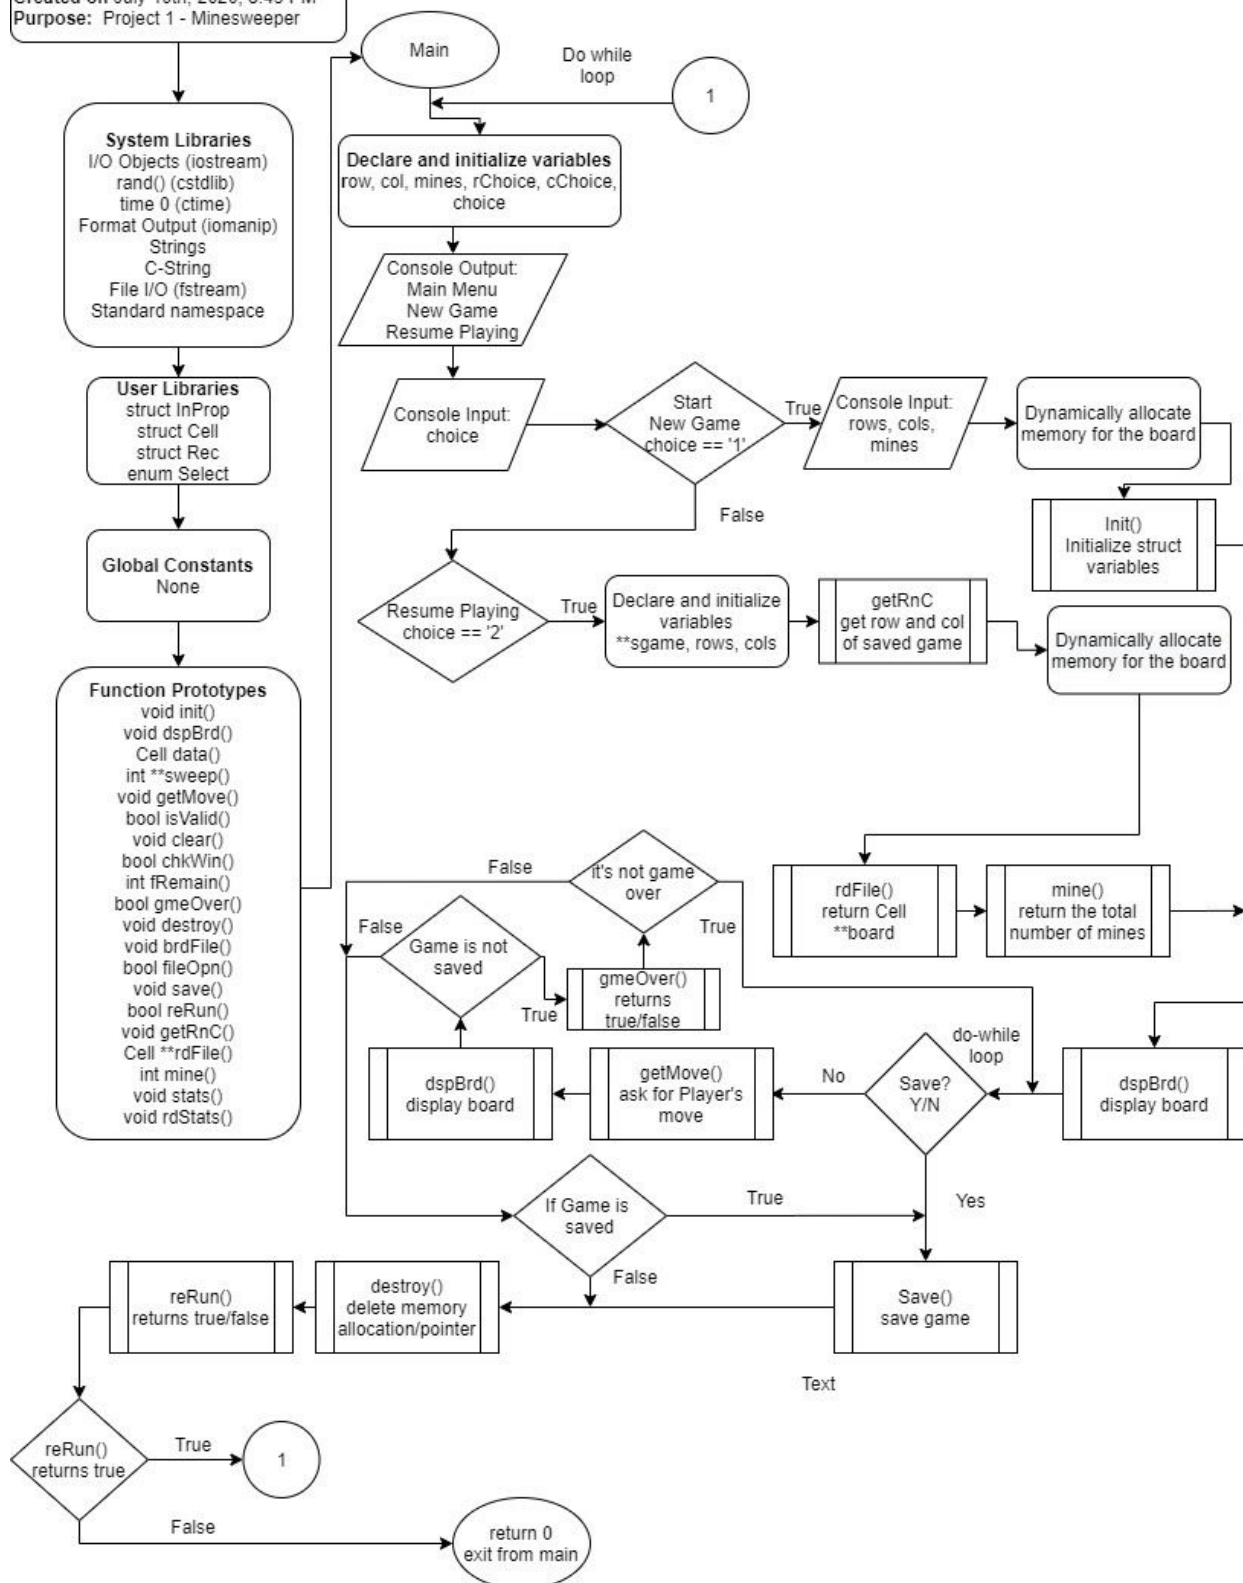 Purpose: Project 1 - Minesweeper
System Libraries
I/O Objects (iostream)
rand() (cstdlib)
time 0 (ctime)
Format Output (iomanip)
Strings
C-String
File I/O (fstream)
Standard namespace
User Libraries
struct InProp
struct Cell
struct Rec
enum Select
Global Constants
None
Function Prototypes
void init()
void dspBrd()
Cell data()
int **sweep()
void getMove()
bool isValid()
void clear()
bool chkWin()
int fRemain()
bool gmeOver()
void destroy()
void brdFile()
bool fileOpn()
void save()
bool reRun()
void getRnC()
Cell **rdFile()
int mine()
void stats()
void rdStats()
Main
Do while
loop
1
Declare and initialize variables
row, col, mines, rChoice, cChoice,
choice
Console Output:
Main Menu
New Game
Resume Playing
Console Input:
choice
Start
New Game
choice == '1'
True
Console Input:
rows, cols,
mines
Dynamically allocate
memory for the board
Init()
Initialize struct
variables
False
Resume Playing
choice == '2'
True
Declare and initialize
variables
**sgame, rows, cols
getRnC
get row and col
of saved game
Dynamically allocate
memory for the board
rdFile()
return Cell
**board
mine()
return the total
number of mines
it's not game
over
False
True
False
Game is not
saved
True
gmeOver()
returns
true/false
dspBrd()
display board
getMove()
ask for Player's
move
No
Save?
Y/N
do-while
loop
dspBrd()
display board
Yes
If Game is
saved
True
False
Save()
save game
destroy()
delete memory
allocation/pointer
reRun()
returns true/false
Text
reRun()
returns true
True
1
False
return 0
exit from main